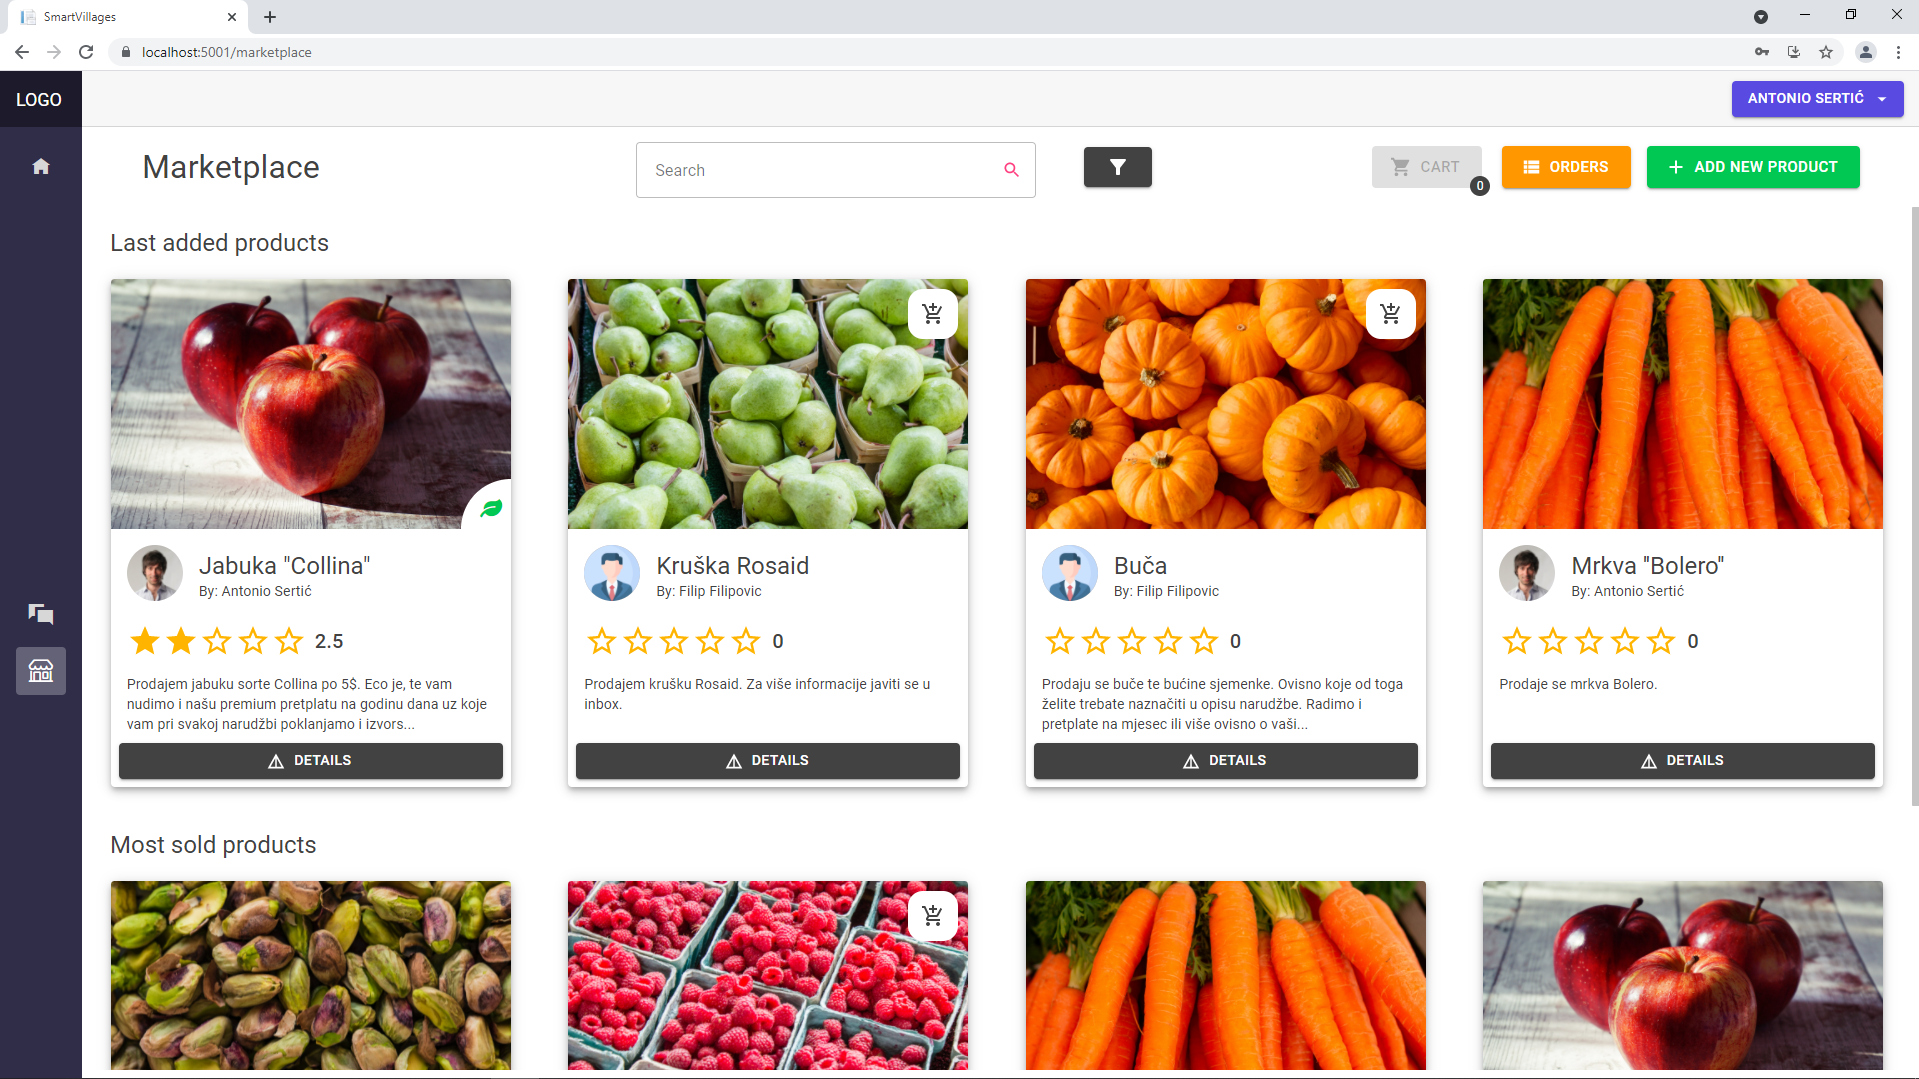 SmartVillages
localhost:5001/marketplace
LOGO
ANTONIO SERTIĆ
Marketplace
Search
CART
0
ORDERS
ADD NEW PRODUCT
Last added products
Jabuka "Collina"
By: Antonio Sertić
2.5
Prodajem jabuku sorte Collina po 5$. Eco je, te vam
nudimo i našu premium pretplatu na godinu dana uz koje
vam pri svakoj narudžbi poklanjamo i izvors...
DETAILS
Kruška Rosaid
By: Filip Filipovic
0
Prodajem krušku Rosaid. Za više informacije javiti se u
inbox.
DETAILS
Buča
By: Filip Filipovic
0
Prodaju se buče te bućine sjemenke. Ovisno koje od toga
želite trebate naznačiti u opisu narudžbe. Radimo i
pretplate na mjesec ili više ovisno o vaši...
DETAILS
Mrkva "Bolero"
By: Antonio Sertić
0
Prodaje se mrkva Bolero.
DETAILS
Most sold products